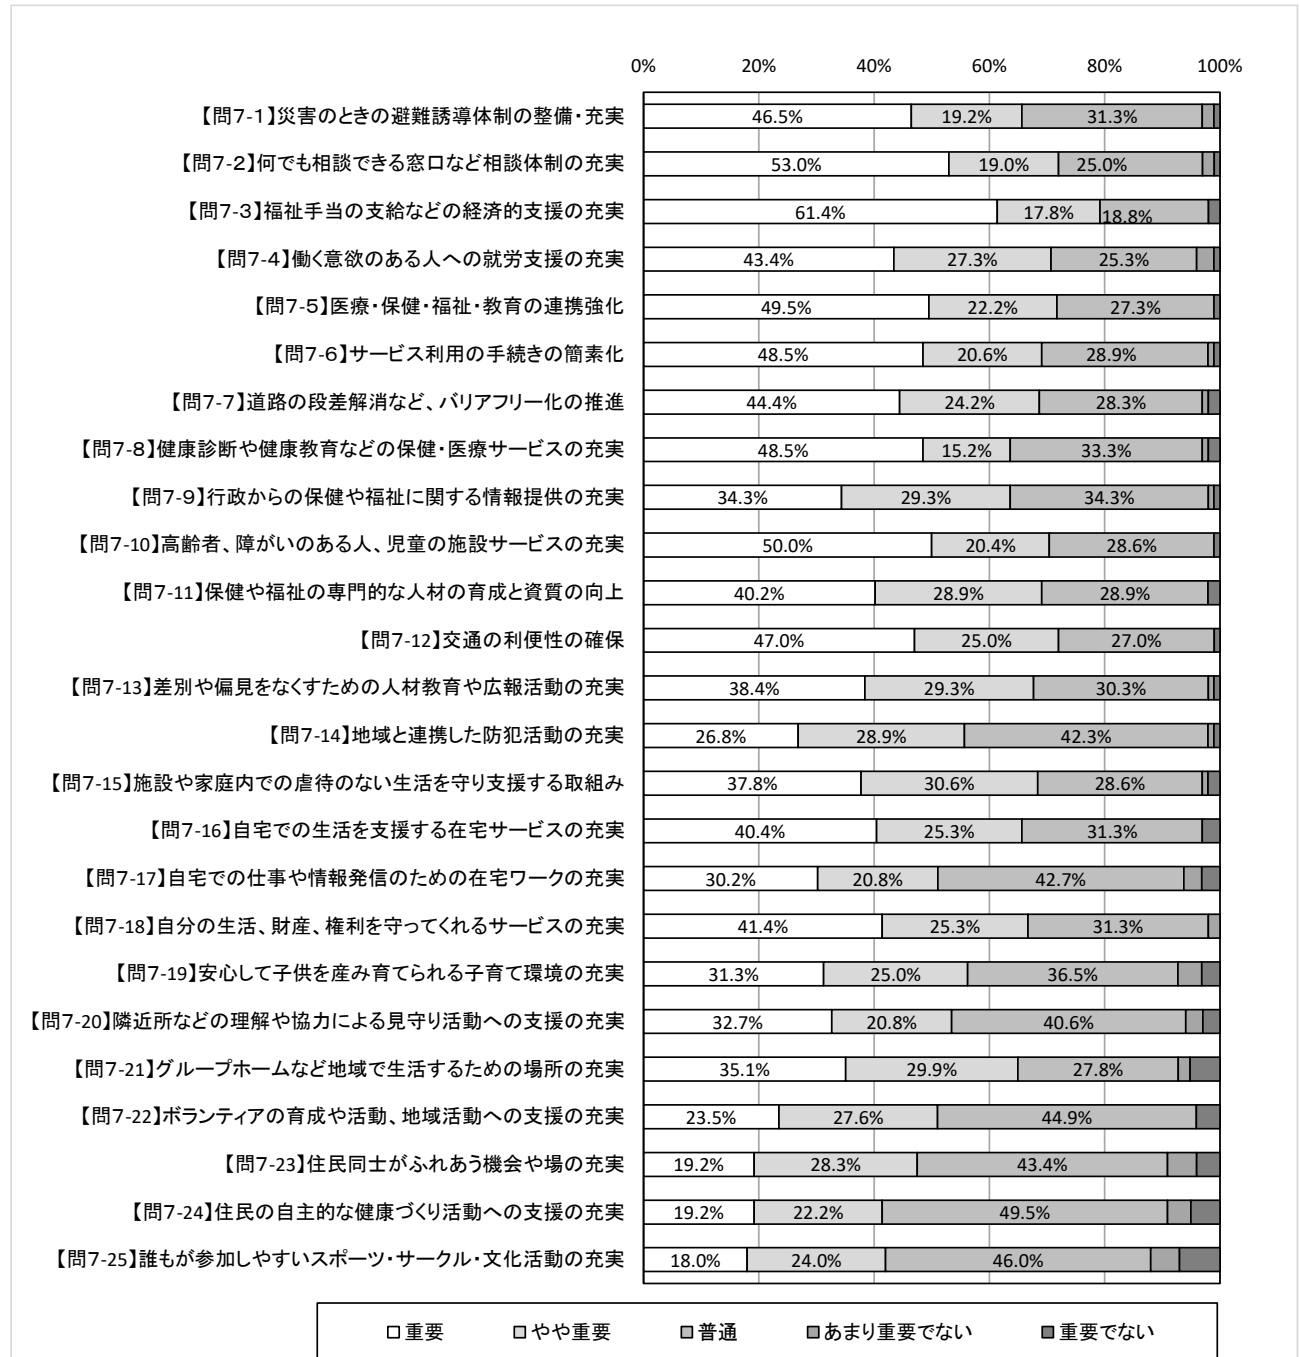 0% 20% 40% 60% 80% 100%
【問7-1】災害のときの避難誘導体制の整備・充実 46.5% 19.2% 31.3%
【問7-2】何でも相談できる窓口など相談体制の充実 53.0% 19.0% 25.0%
【問7-3】福祉手当の支給などの経済的支援の充実 61.4% 17.8% 18.8%
【問7-4】働く意欲のある人への就労支援の充実 43.4% 27.3% 25.3%
【問7-5】医療・保健・福祉・教育の連携強化 49.5% 22.2% 27.3%
【問7-6】サービス利用の手続きの簡素化 48.5% 20.6% 28.9%
【問7-7】道路の段差解消など、バリアフリー化の推進 44.4% 24.2% 28.3%
【問7-8】健康診断や健康教育などの保健・医療サービスの充実 48.5% 15.2% 33.3%
【問7-9】行政からの保健や福祉に関する情報提供の充実 34.3% 29.3% 34.3%
【問7-10】高齢者、障がいのある人、児童の施設サービスの充実 50.0% 20.4% 28.6%
【問7-11】保健や福祉の専門的な人材の育成と資質の向上 40.2% 28.9% 28.9%
【問7-12】交通の利便性の確保 47.0% 25.0% 27.0%
【問7-13】差別や偏見をなくすための人材教育や広報活動の充実 38.4% 29.3% 30.3%
【問7-14】地域と連携した防犯活動の充実 26.8% 28.9% 42.3%
【問7-15】施設や家庭内での虐待のない生活を守り支援する取組み 37.8% 30.6% 28.6%
【問7-16】自宅での生活を支援する在宅サービスの充実 40.4% 25.3% 31.3%
【問7-17】自宅での仕事や情報発信のための在宅ワークの充実 30.2% 20.8% 42.7%
【問7-18】自分の生活、財産、権利を守ってくれるサービスの充実 41.4% 25.3% 31.3%
【問7-19】安心して子供を産み育てられる子育て環境の充実 31.3% 25.0% 36.5%
【問7-20】隣近所などの理解や協力による見守り活動への支援の充実 32.7% 20.8% 40.6%
【問7-21】グループホームなど地域で生活するための場所の充実 35.1% 29.9% 27.8%
【問7-22】ボランティアの育成や活動、地域活動への支援の充実 23.5% 27.6% 44.9%
【問7-23】住民同士がふれあう機会や場の充実 19.2% 28.3% 43.4%
【問7-24】住民の自主的な健康づくり活動への支援の充実 19.2% 22.2% 49.5%
【問7-25】誰もが参加しやすいスポーツ・サークル・文化活動の充実 18.0% 24.0% 46.0%
重要 やや重要 普通 あまり重要でない 重要でない